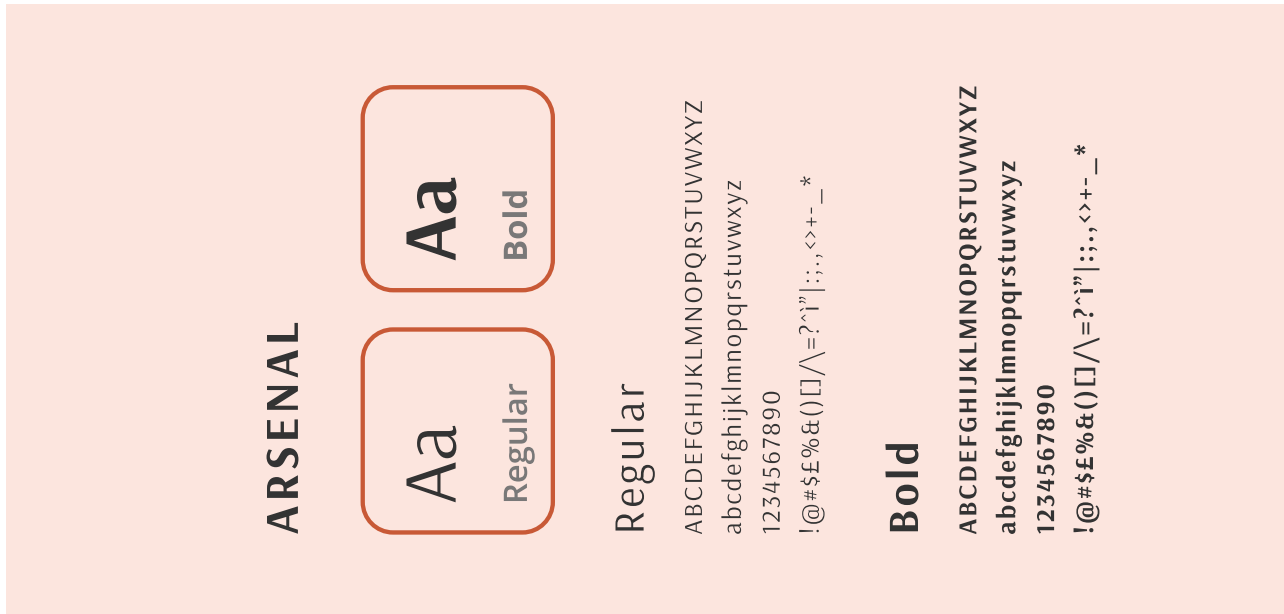 ARSENAL
Aa
Regular
Aa
Bold
Regular
ABCDEFGHIJKLMNOPQRSTUVWXYZ
abcdefghijklmnopqrstuvwxyz
1234567890
!@#$£%&()[]/\=?^`ı”|:;.,<>+-_*
Bold
ABCDEFGHIJKLMNOPQRSTUVWXYZ
abcdefghijklmnopqrstuvwxyz
1234567890
!@#$£%&()[]/\=?^`ı”|:;.,<>+-_*